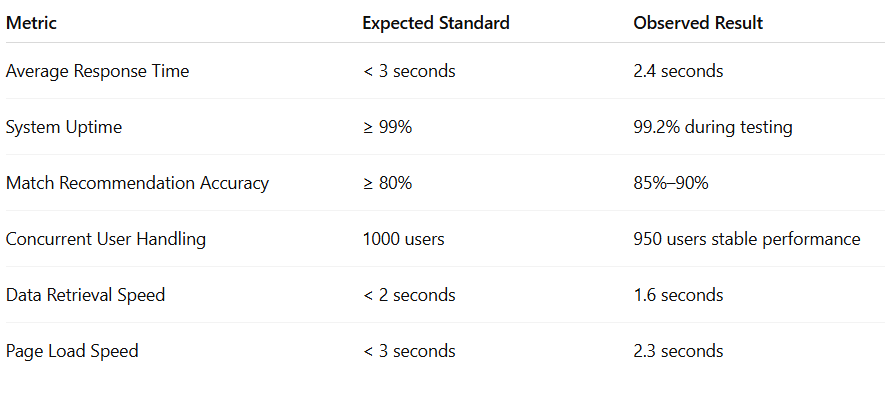 Metric Expected Standard Observed Result
Average Response Time < 3 seconds 2.4 seconds
System Uptime ≥ 99% 99.2% during testing
Match Recommendation Accuracy ≥ 80% 85%–90%
Concurrent User Handling 1000 users 950 users stable performance
Data Retrieval Speed < 2 seconds 1.6 seconds
Page Load Speed < 3 seconds 2.3 seconds